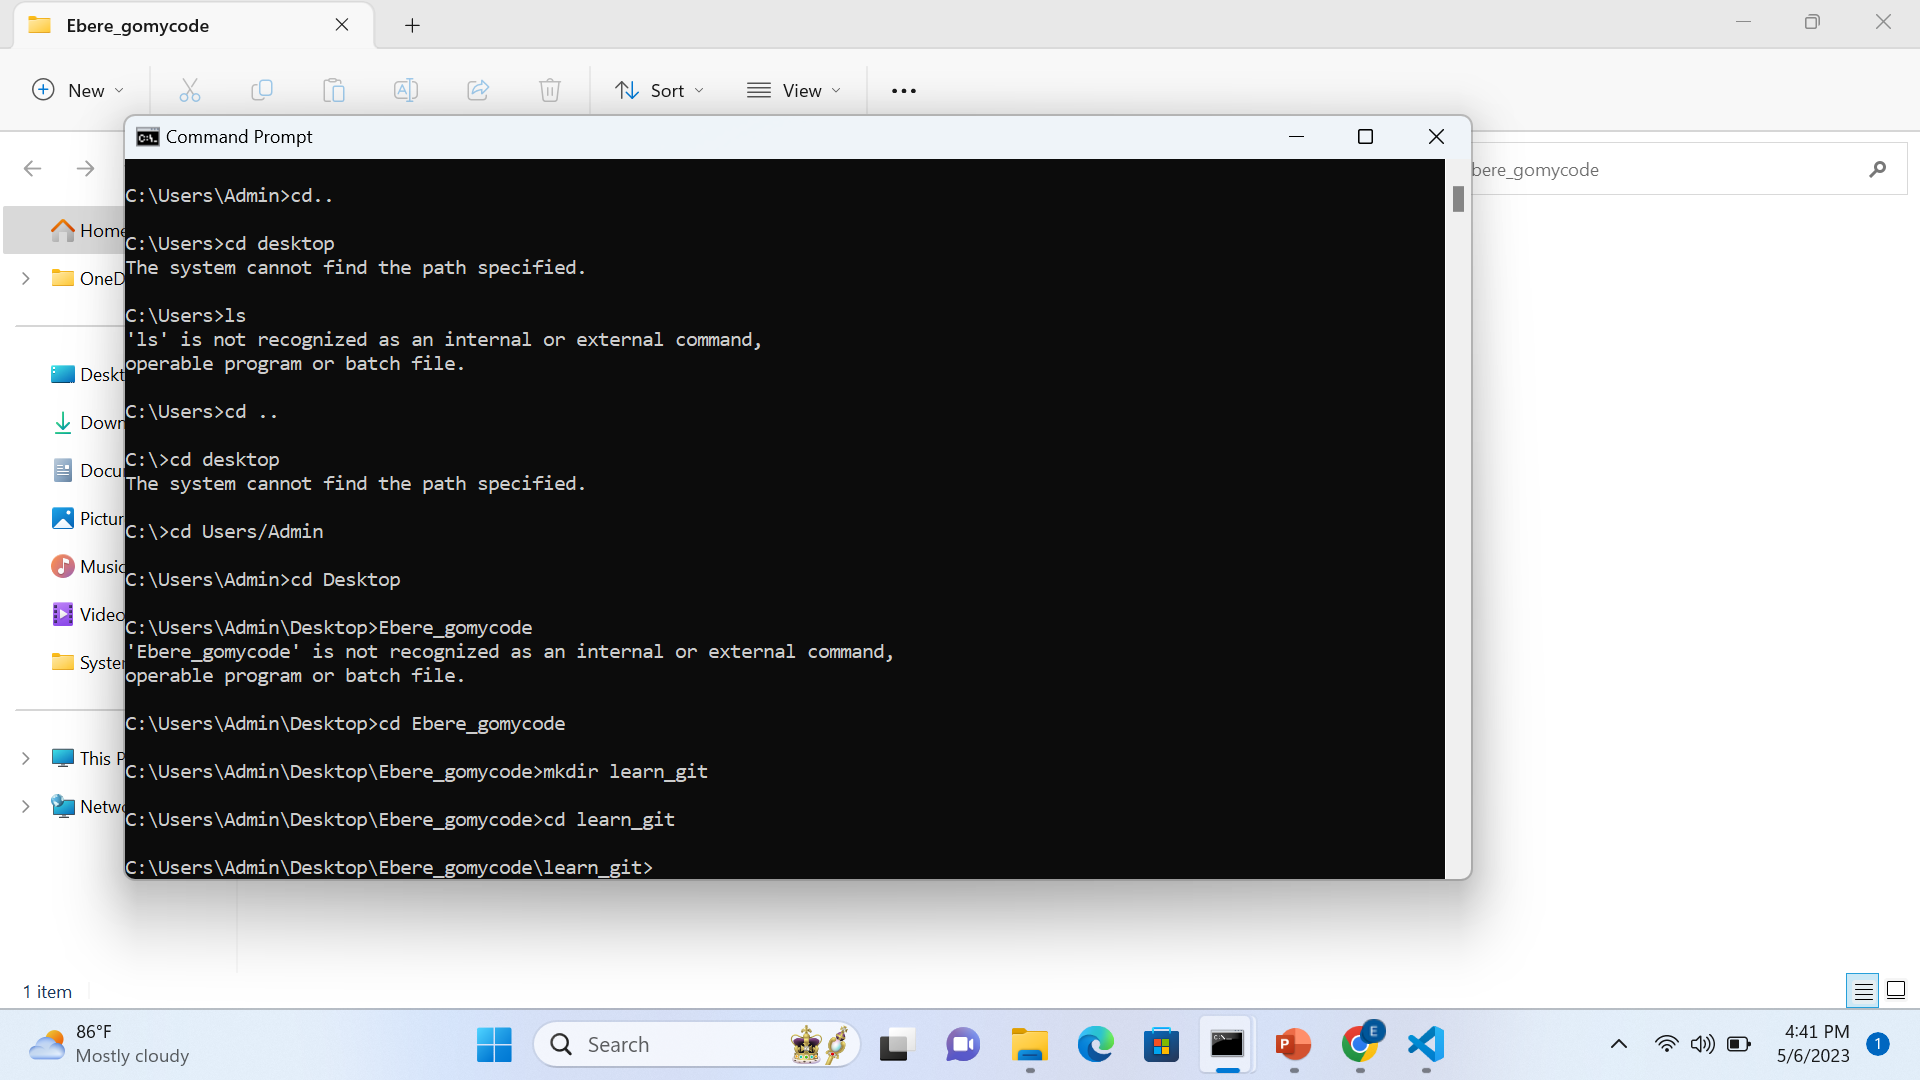 Ebere_gomycode
New
Sort
View
Command Prompt
bere_gomycode
Home
OneD
Deskt
Down
Docu
Pictur
Music
Video
System
This P
Netwo
C:\Users\Admin>cd..
C:\Users>cd desktop
The system cannot find the path specified.
C:\Users>ls
'ls' is not recognized as an internal or external command,
operable program or batch file.
C:\Users>cd ..
C:\>cd desktop
The system cannot find the path specified.
C:\>cd Users/Admin
C:\Users\Admin>cd Desktop
C:\Users\Admin\Desktop>Ebere_gomycode
'Ebere_gomycode' is not recognized as an internal or external command,
operable program or batch file.
C:\Users\Admin\Desktop>cd Ebere_gomycode
C:\Users\Admin\Desktop\Ebere_gomycode>mkdir learn_git
C:\Users\Admin\Desktop\Ebere_gomycode>cd learn_git
C:\Users\Admin\Desktop\Ebere_gomycode\learn_git>
1 item
86°F
Mostly cloudy
Search
E
4:41 PM
5/6/2023
1